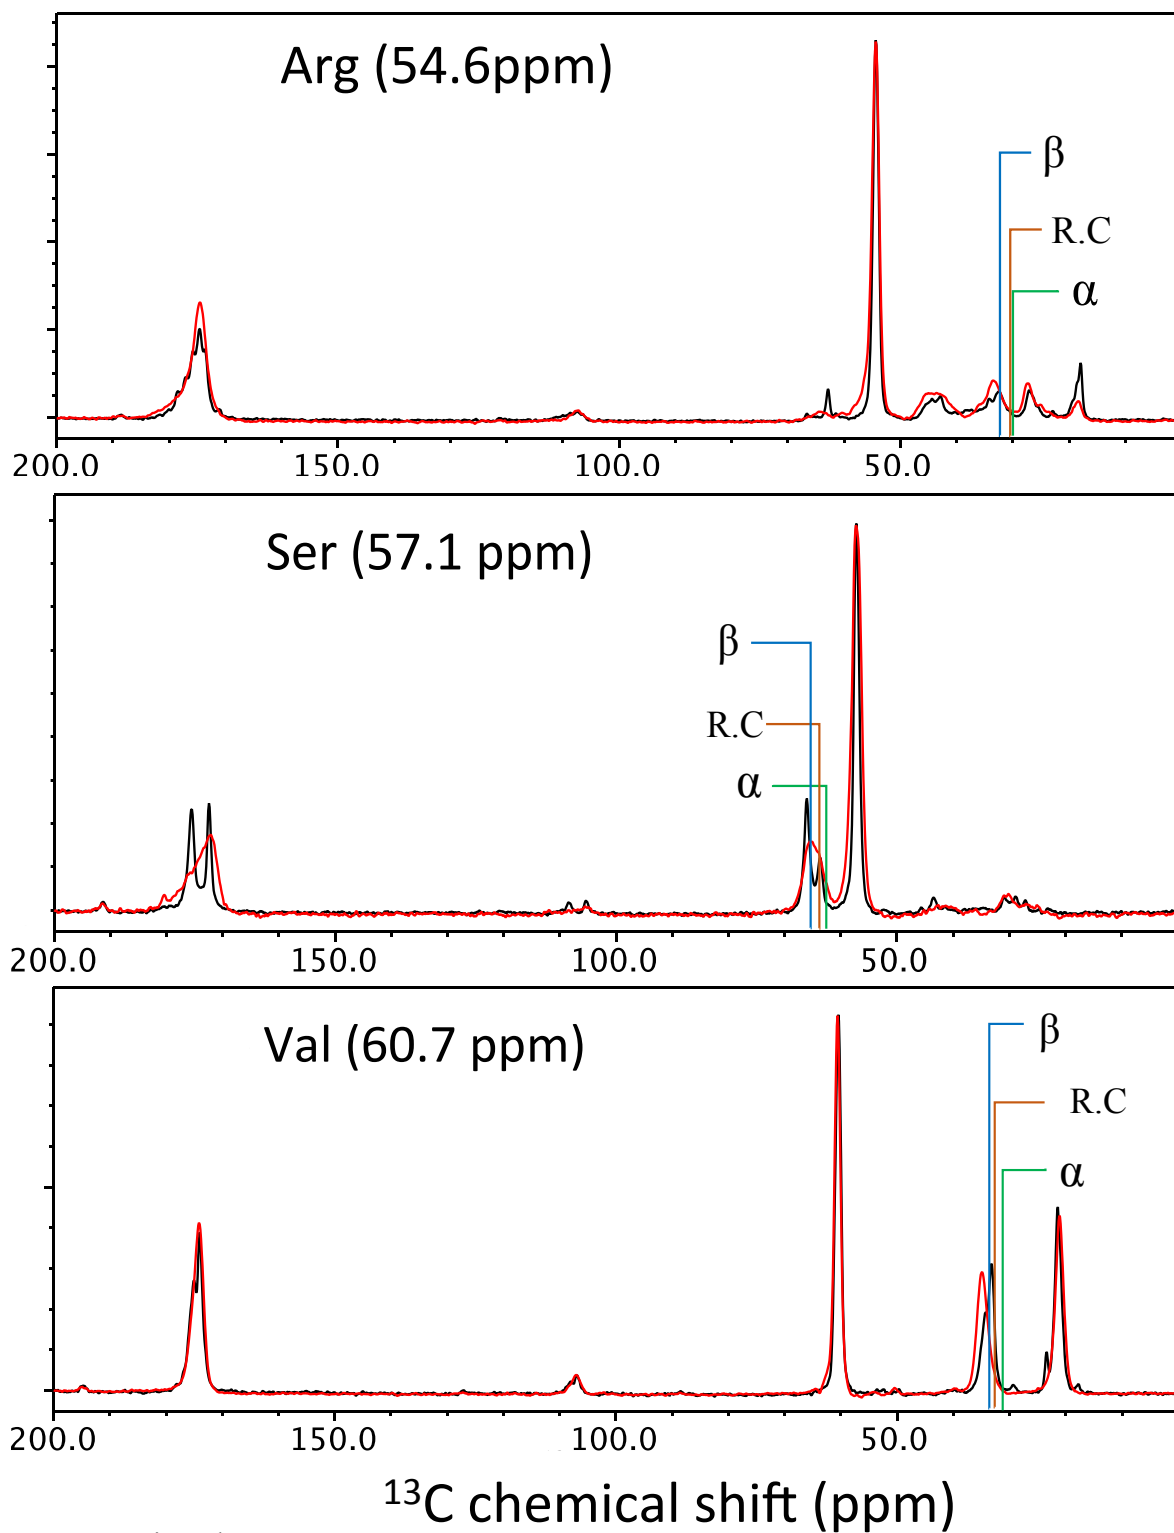 Arg (54.6ppm)
β
R.C
α
200.0 150.0 100.0 50.0
Ser (57.1 ppm)
β
R.C
α
200.0 150.0 100.0 50.0
Val (60.7 ppm)
β
R.C
α
200.0 150.0 100.0 50.0
¹³C chemical shift (ppm)